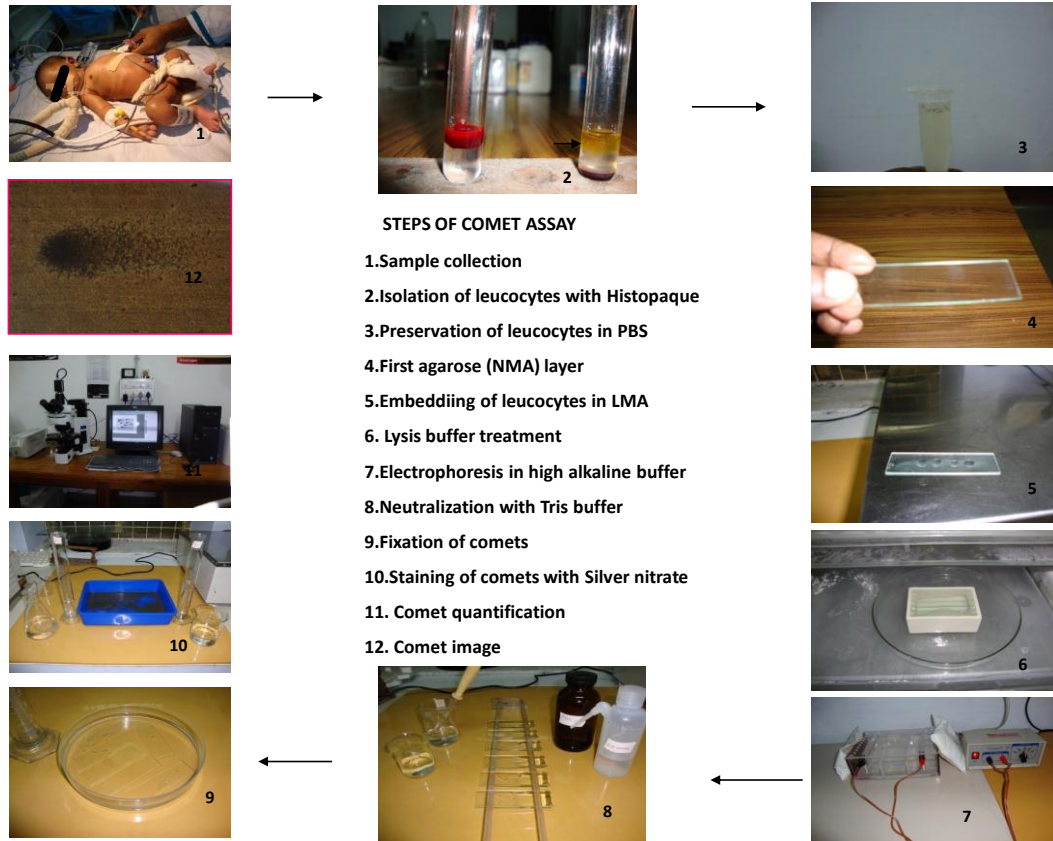 1
2
3
12
STEPS OF COMET ASSAY
1.Sample collection
2.Isolation of leucocytes with Histopaque
3.Preservation of leucocytes in PBS
4.First agarose (NMA) layer
5.Embeddiing of leucocytes in LMA
6. Lysis buffer treatment
7.Electrophoresis in high alkaline buffer
8.Neutralization with Tris buffer
9.Fixation of comets
10.Staining of comets with Silver nitrate
11. Comet quantification
12. Comet image
4
11
5
10
6
9
8
7